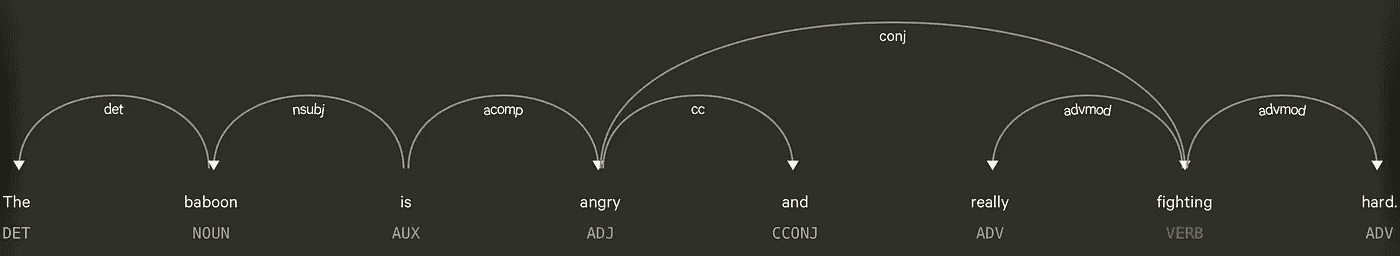 conj
det nsubj acomp cc advmod advmod
The baboon is angry and really fighting hard.
DET NOUN AUX ADJ CCONJ ADV VERB ADV